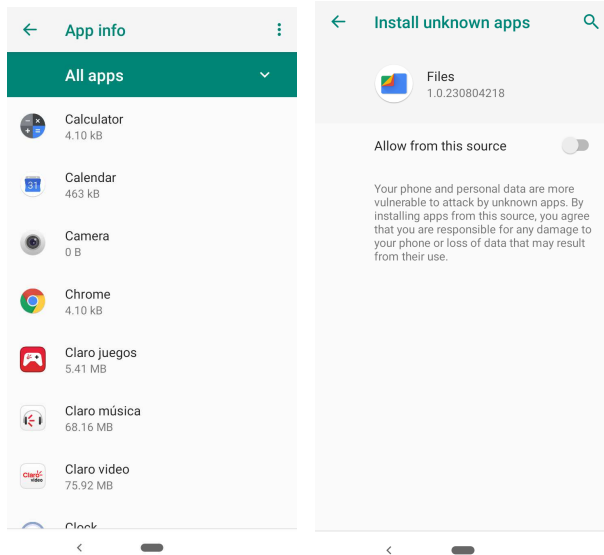 App info
All apps
Calculator
4.10 kB
Calendar
31
463 kB
Camera
0 B
Chrome
4.10 kB
Claro juegos
5.41 MB
Claro música
68.16 MB
Claro video
Claro
video
75.92 MB
Clock
Install unknown apps
Files
1.0.230804218
Allow from this source
Your phone and personal data are more
vulnerable to attack by unknown apps. By
installing apps from this source, you agree
that you are responsible for any damage to
your phone or loss of data that may result
from their use.